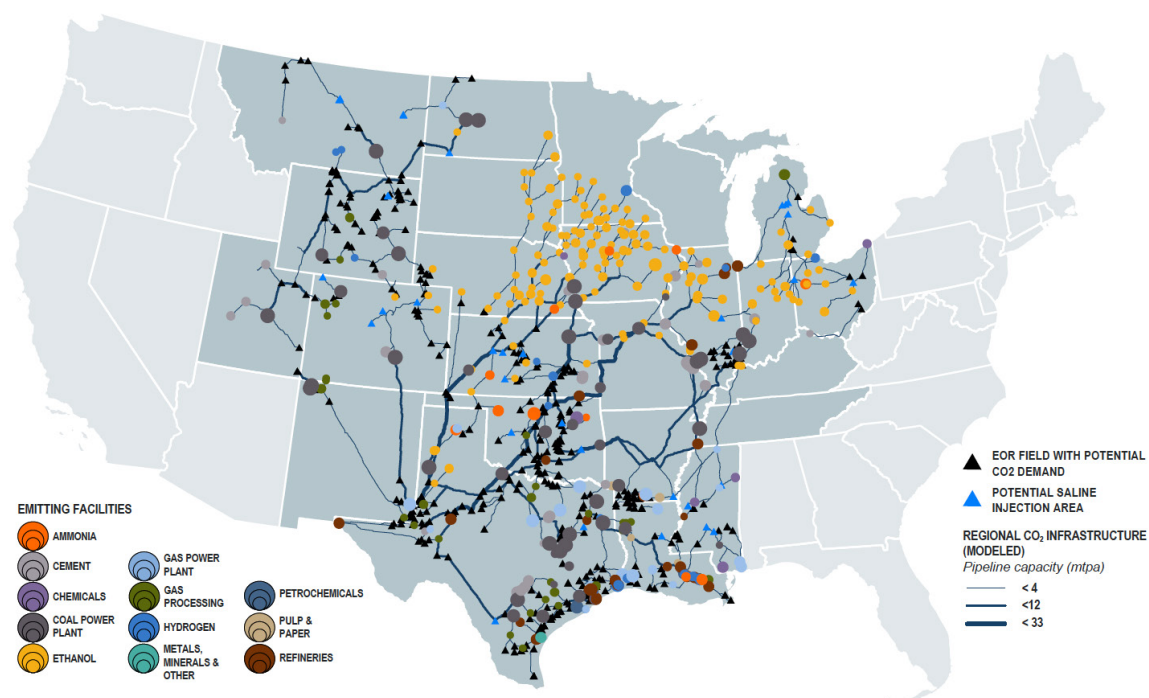 EMITTING FACILITIES
AMMONIA
CEMENT
CHEMICALS
COAL POWER
PLANT
ETHANOL
GAS POWER
PLANT
GAS
PROCESSING
HYDROGEN
METALS,
MINERALS &
OTHER
PETROCHEMICALS
PULP &
PAPER
REFINERIES
EOR FIELD WITH POTENTIAL
CO2 DEMAND
POTENTIAL SALINE
INJECTION AREA
REGIONAL CO₂ INFRASTRUCTURE
(MODELED)
Pipeline capacity (mtpa)
< 4
<12
< 33